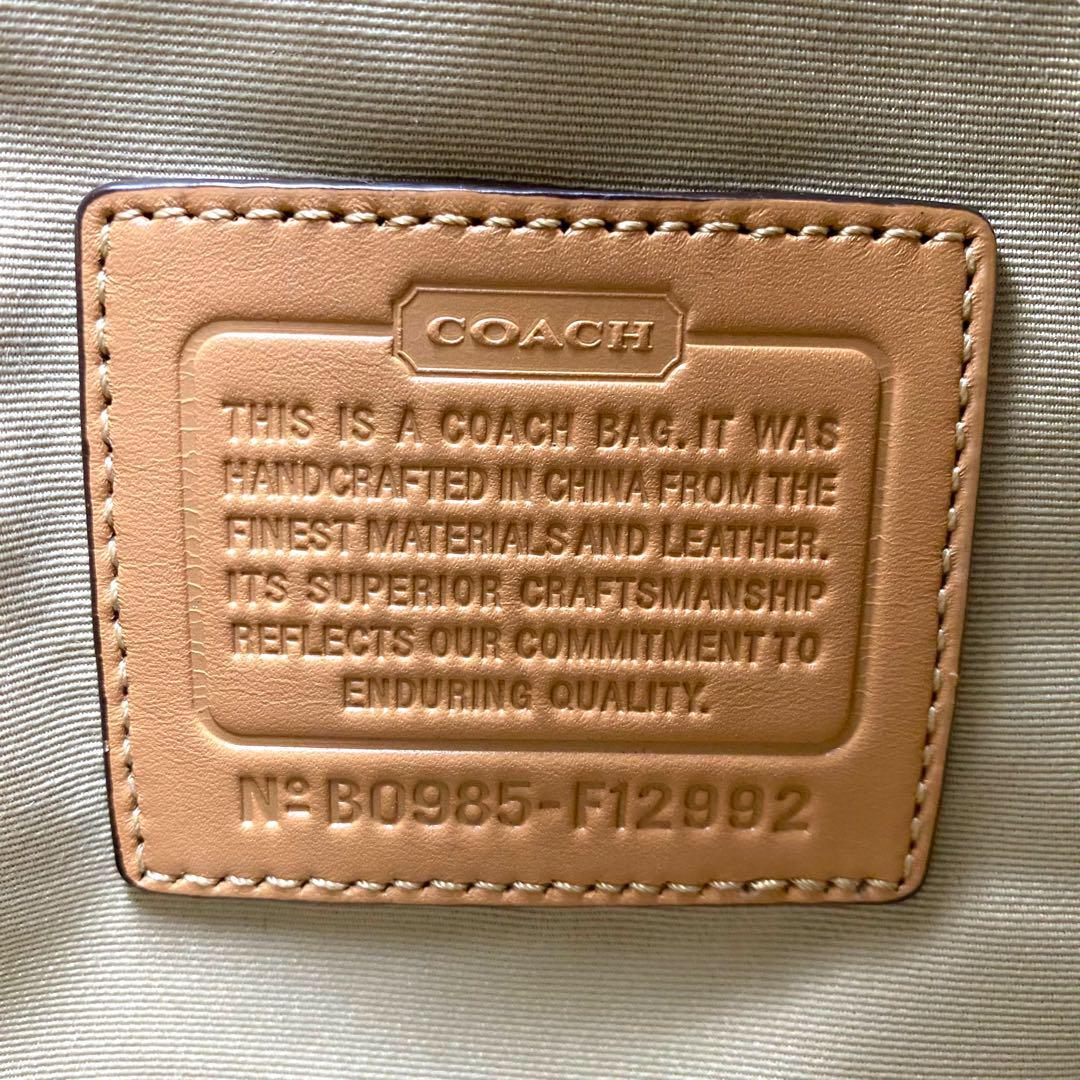 COACH
THIS IS A COACH BAG. IT WAS
HANDCRAFTED IN CHINA FROM THE
FINEST MATERIALS AND LEATHER.
ITS SUPERIOR CRAFTSMANSHIP
REFLECTS OUR COMMITMENT TO
ENDURING QUALITY.
Nº B0985-F12992